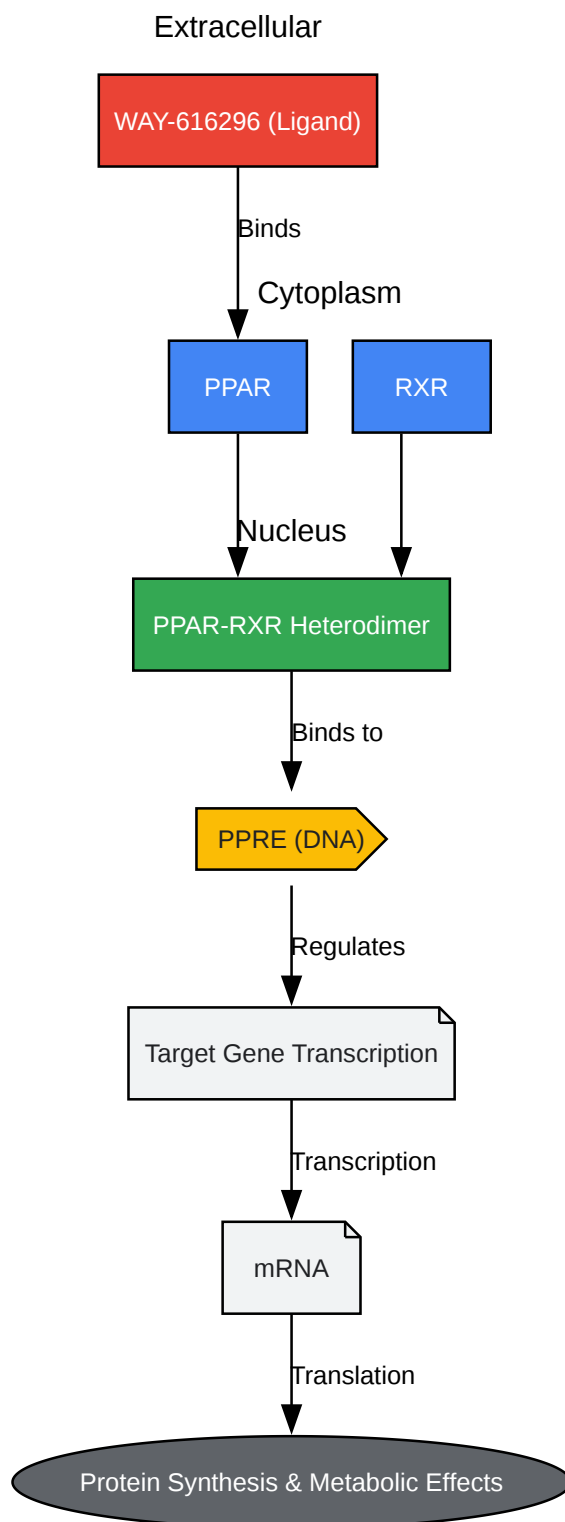 Extracellular
WAY-616296 (Ligand)
Binds
Cytoplasm
PPAR
RXR
Nucleus
PPAR-RXR Heterodimer
Binds to
PPRE (DNA)
Regulates
Target Gene Transcription
Transcription
mRNA
Translation
Protein Synthesis & Metabolic Effects